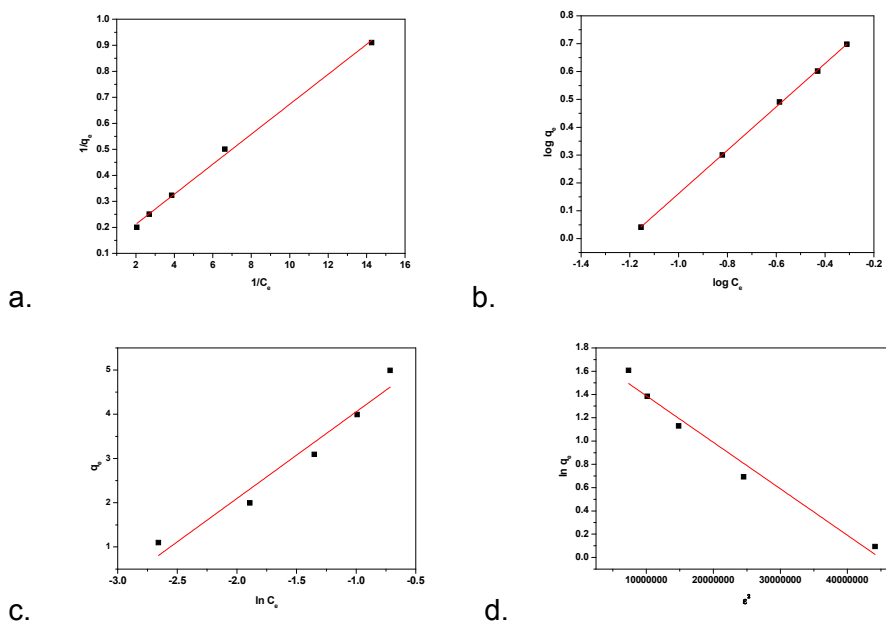 1.0
0.9
0.8
0.7
0.6
0.5
0.4
0.3
0.2
0.1
2 4 6 8 10 12 14 16
1/qe
1/Ce
a.
0.7
0.6
0.5
0.4
0.3
0.2
0.1
0.0
-1.4 -1.2 -1.0 -0.8 -0.6 -0.4 -0.2
log qe
log Ce
b.
5
4
3
2
1
-3.0 -2.5 -2.0 -1.5 -1.0 -0.5
qe
ln Ce
c.
1.8
1.6
1.4
1.2
1.0
0.8
0.6
0.4
0.2
0.0
10000000 20000000 30000000 40000000
ln qe
ε²
d.